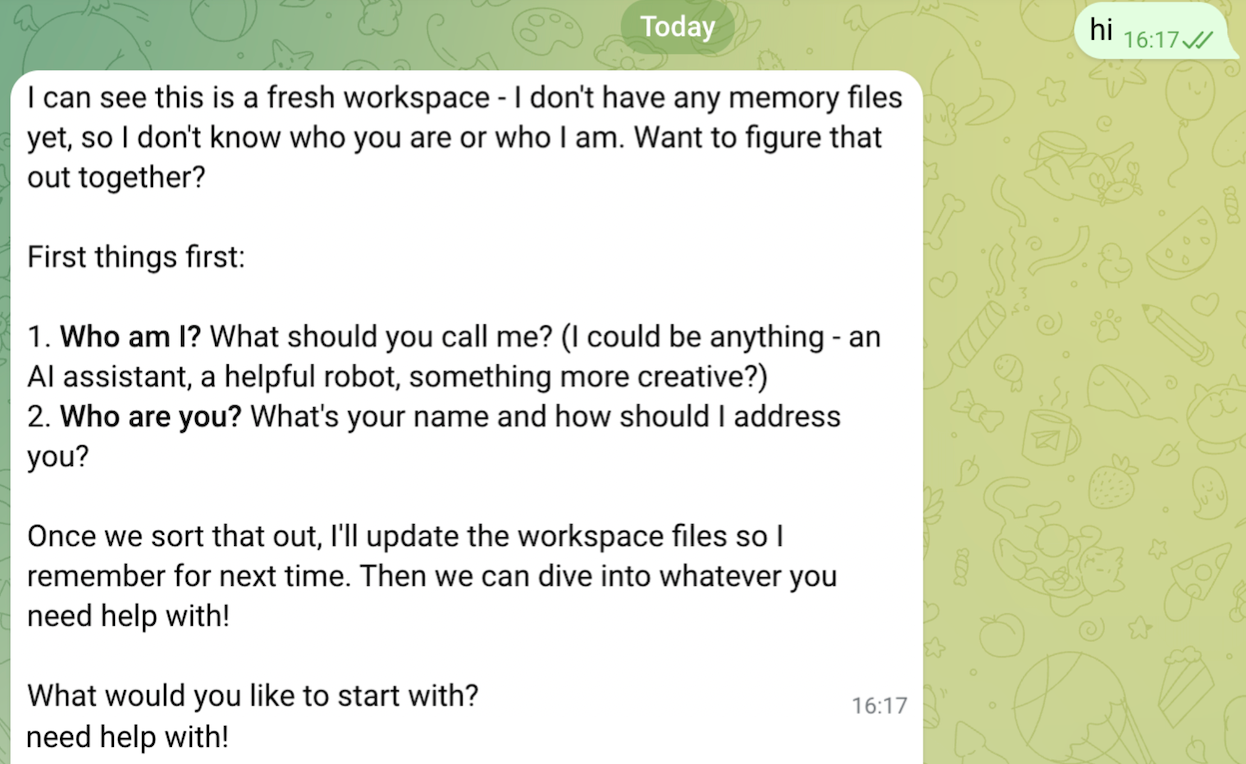 Today
hi 16:17
I can see this is a fresh workspace - I don't have any memory files
yet, so I don't know who you are or who I am. Want to figure that
out together?
First things first:
1. Who am I? What should you call me? (I could be anything - an
AI assistant, a helpful robot, something more creative?)
2. Who are you? What's your name and how should I address
you?
Once we sort that out, I'll update the workspace files so I
remember for next time. Then we can dive into whatever you
need help with!
What would you like to start with?
16:17
need help with!